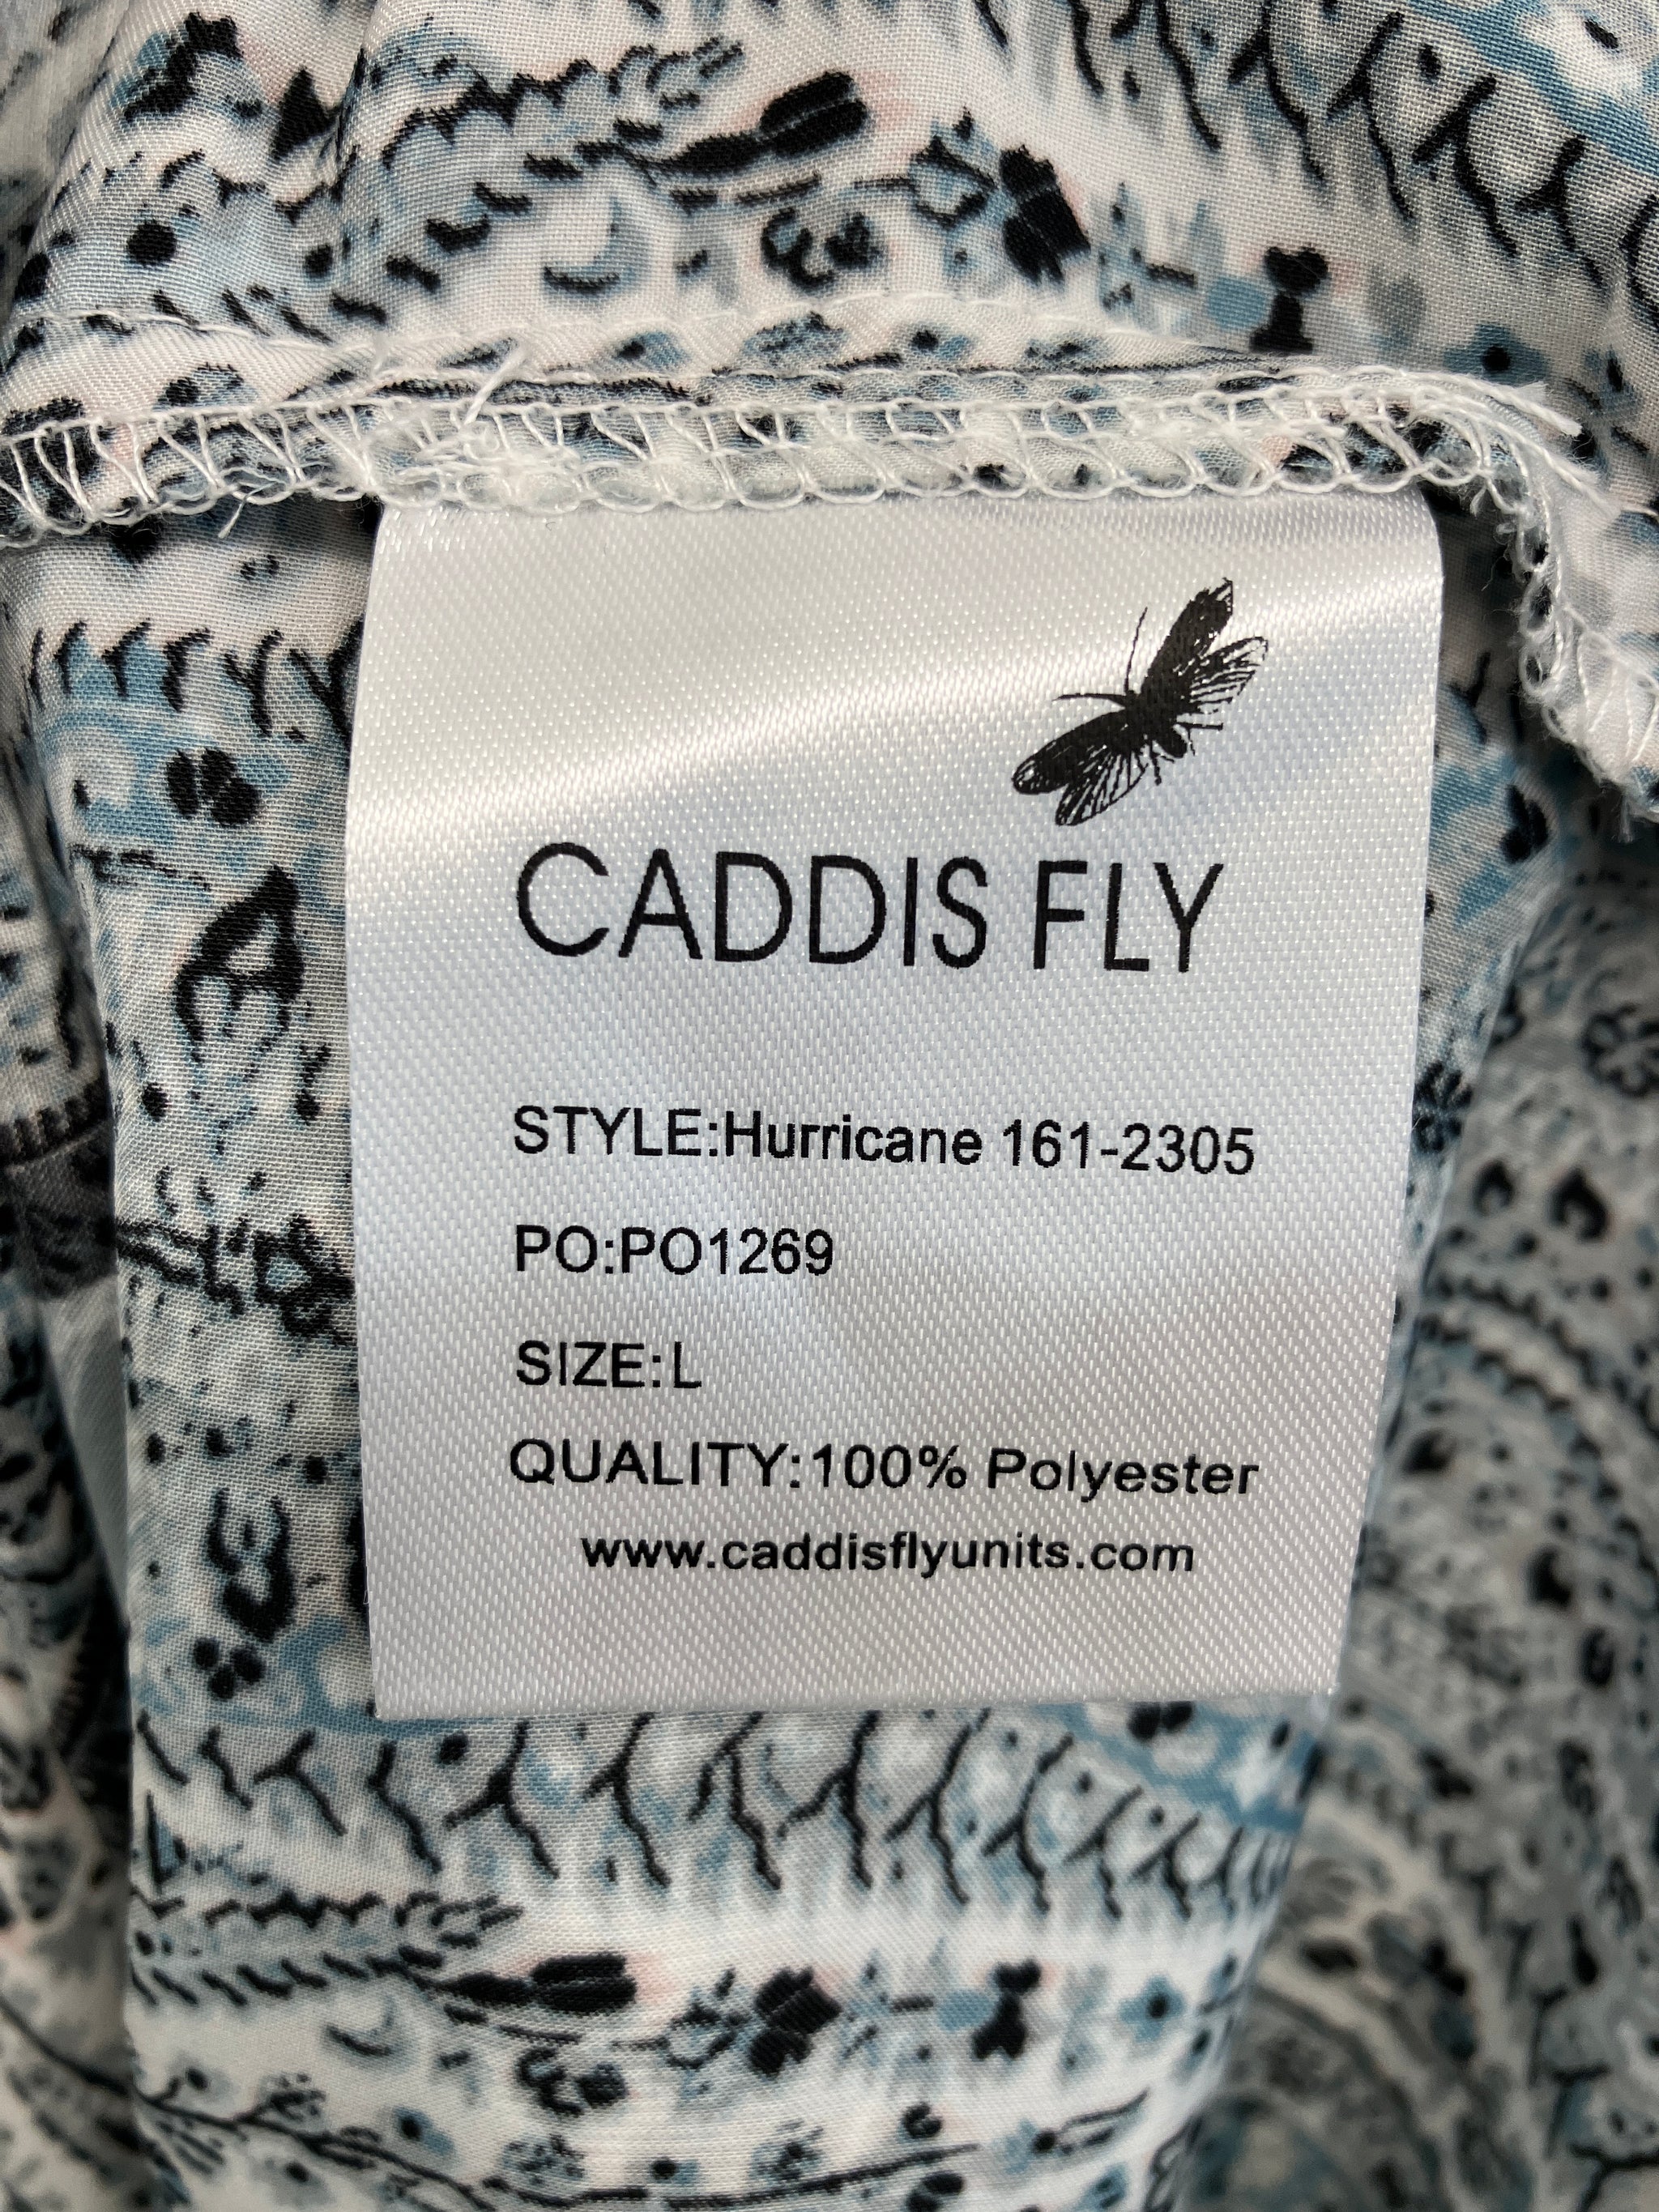 CADDIS FLY
STYLE:Hurricane 161-2305
PO:PO1269
SIZE:L
QUALITY:100% Polyester
www.caddisflyunits.com